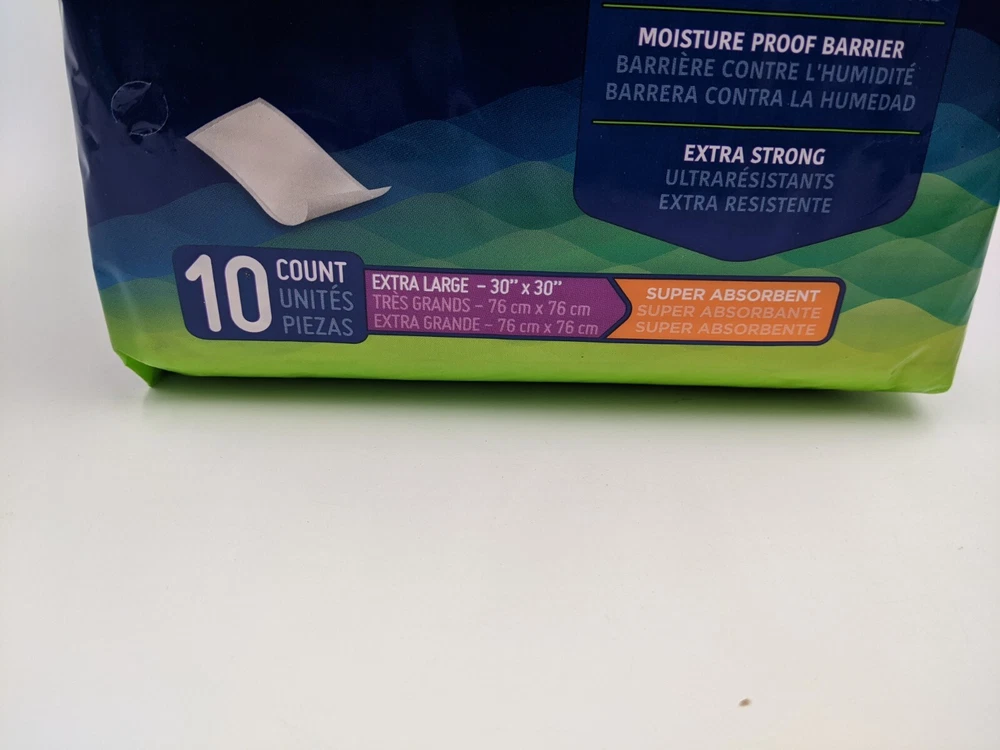 MOISTURE PROOF BARRIER
BARRIÈRE CONTRE L'HUMIDITÉ
BARRERA CONTRA LA HUMEDAD
EXTRA STRONG
ULTRARÉSISTANTS
EXTRA RESISTENTE
10
COUNT
UNITÉS
PIEZAS
EXTRA LARGE – 30” x 30”
TRÈS GRANDS – 76 cm x 76 cm
EXTRA GRANDE – 76 cm x 76 cm
SUPER ABSORBENT
SUPER ABSORBANTE
SUPER ABSORBENTE